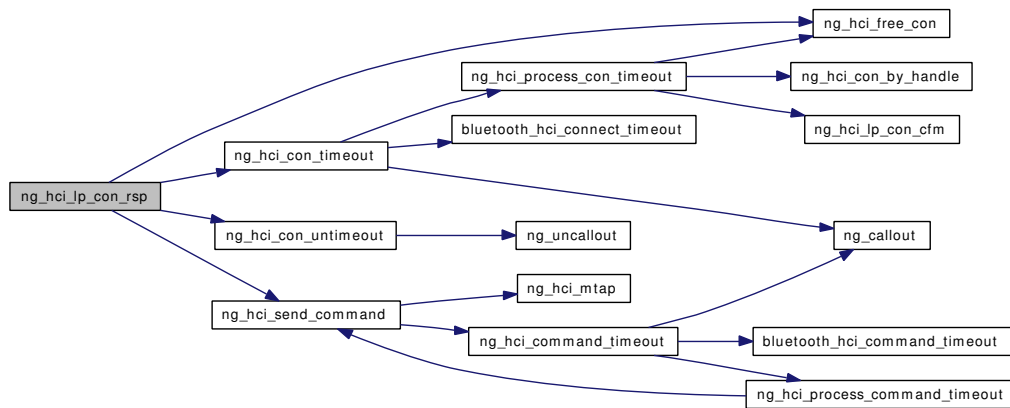 ng_hci_free_con
ng_hci_process_con_timeout
ng_hci_con_by_handle
bluetooth_hci_connect_timeout
ng_hci_lp_con_cfm
ng_hci_con_timeout
ng_hci_lp_con_rsp
ng_hci_con_untimeout
ng_uncallout
ng_callout
ng_hci_mtap
ng_hci_send_command
ng_hci_command_timeout
bluetooth_hci_command_timeout
ng_hci_process_command_timeout